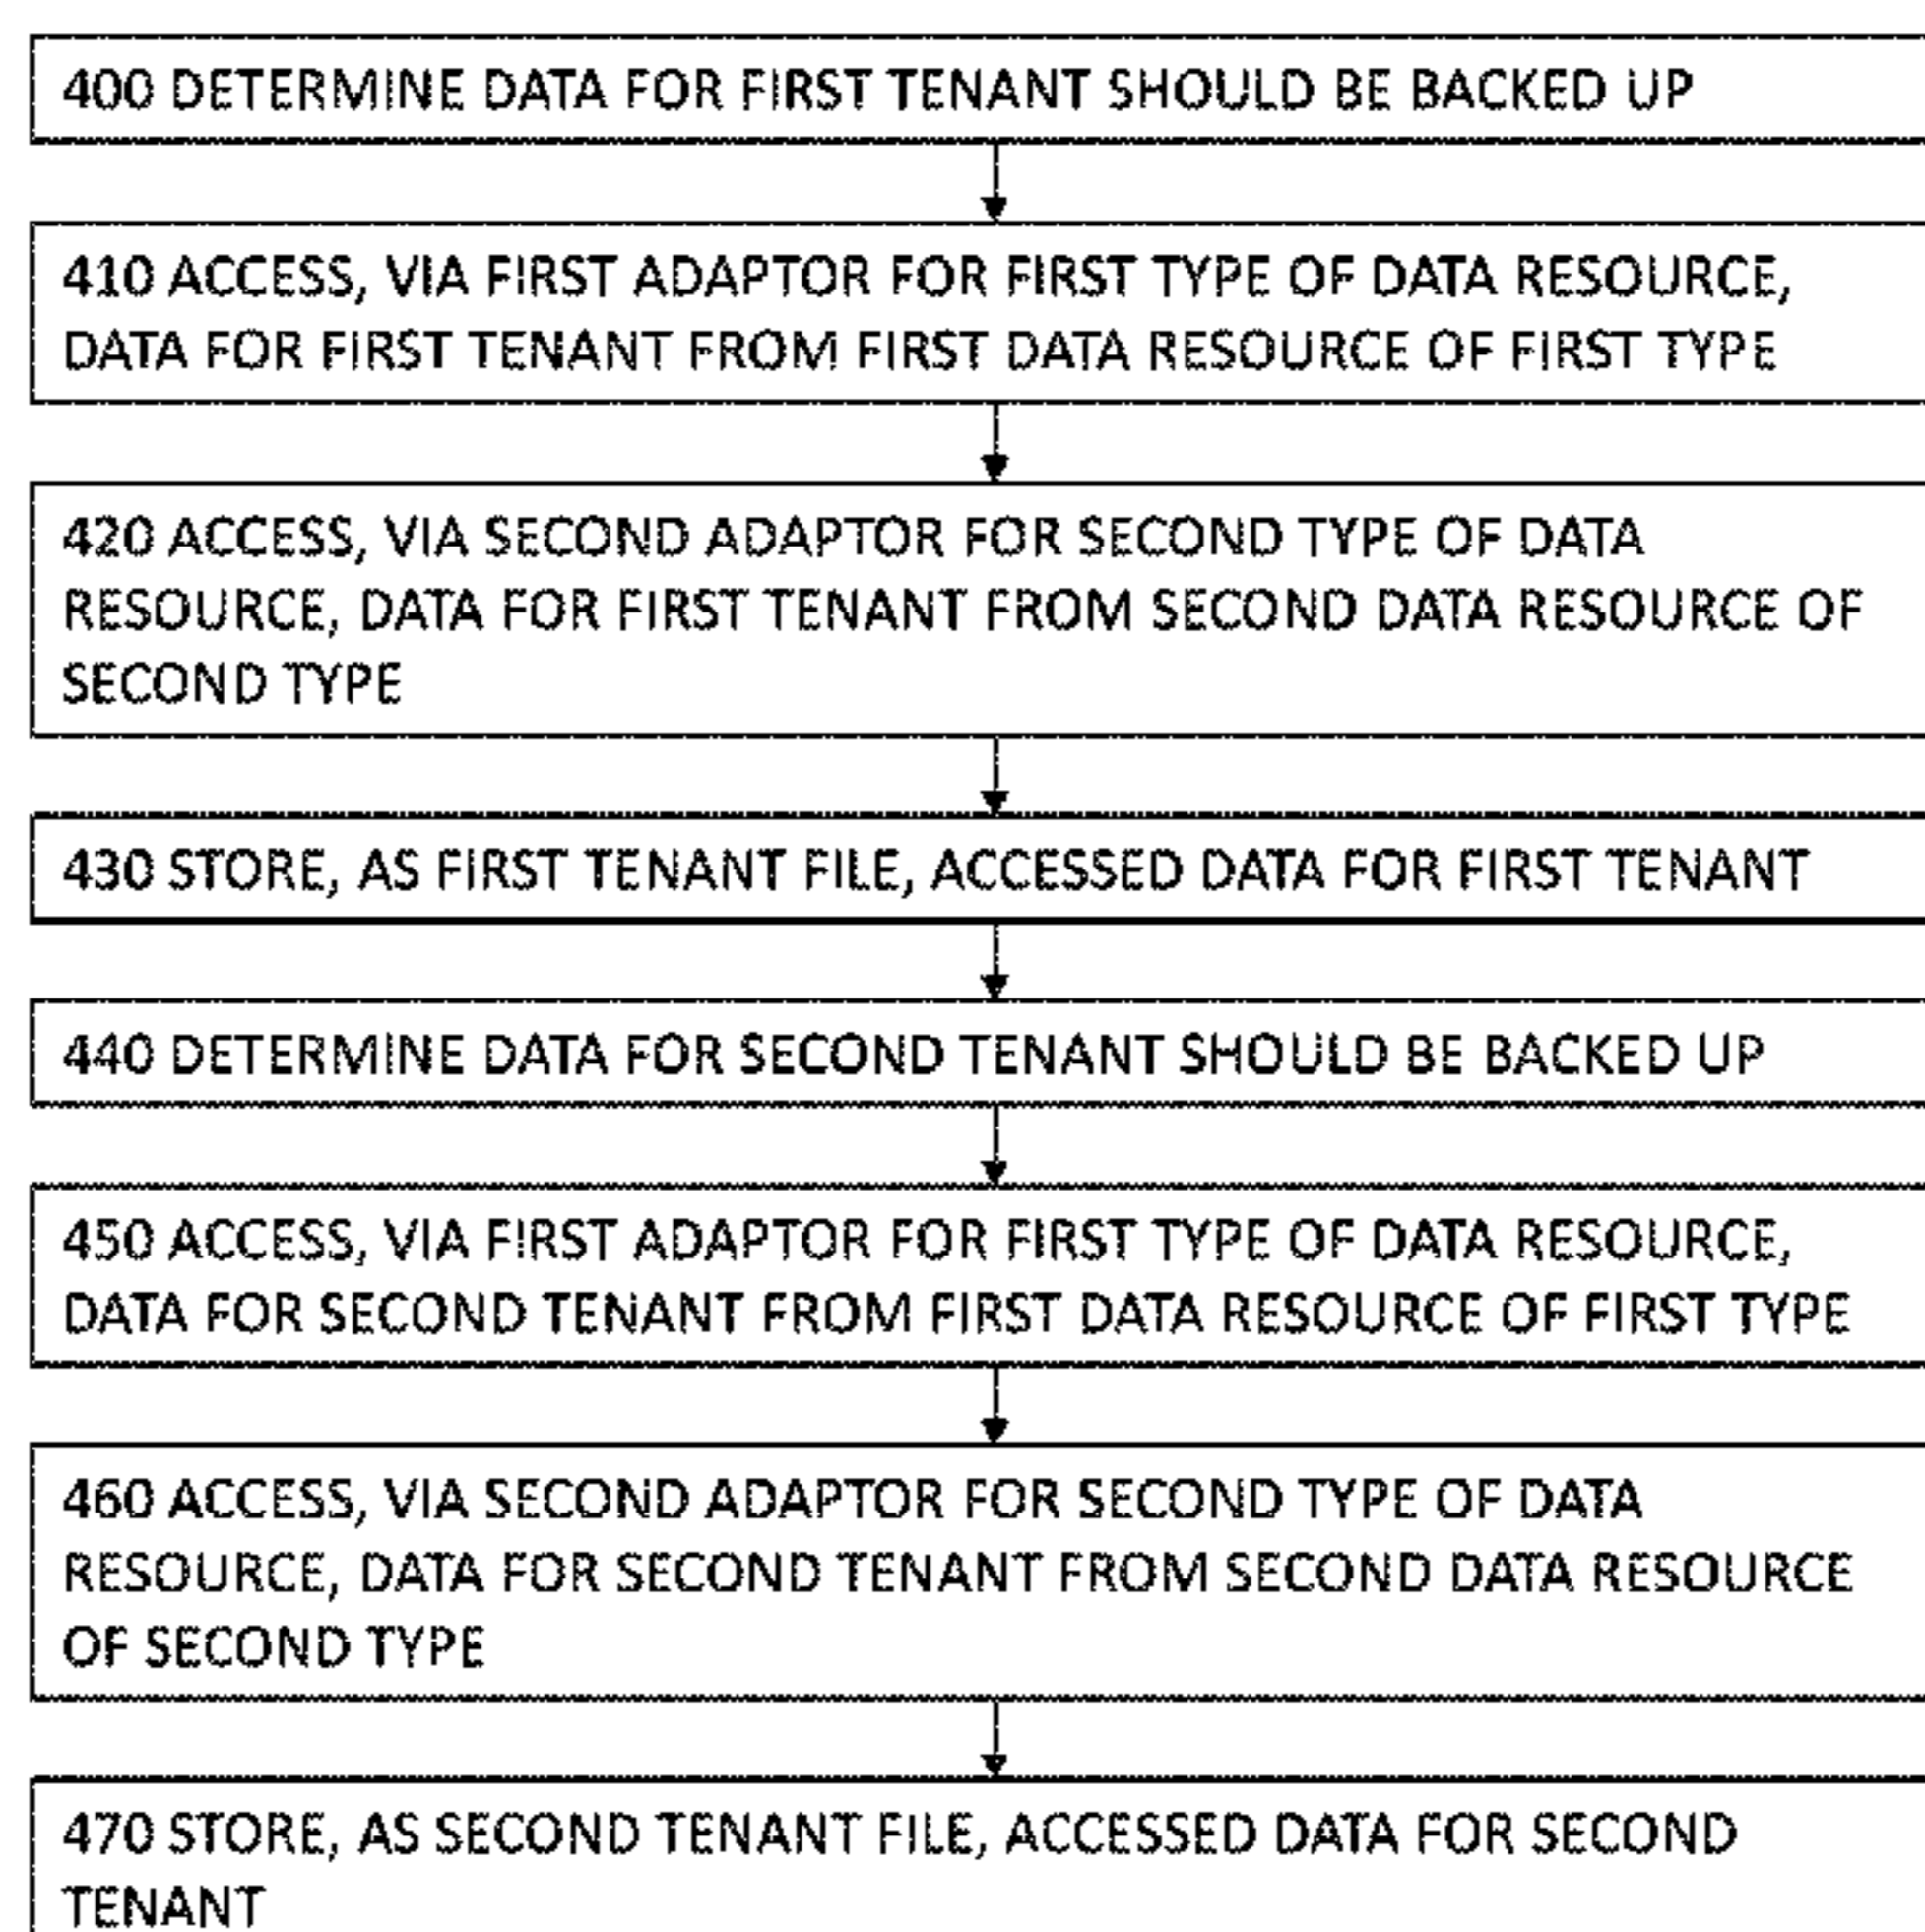 400 DETERMINE DATA FOR FIRST TENANT SHOULD BE BACKED UP
410 ACCESS, VIA FIRST ADAPTOR FOR FIRST TYPE OF DATA RESOURCE,
DATA FOR FIRST TENANT FROM FIRST DATA RESOURCE OF FIRST TYPE
420 ACCESS, VIA SECOND ADAPTOR FOR SECOND TYPE OF DATA
RESOURCE, DATA FOR FIRST TENANT FROM SECOND DATA RESOURCE OF
SECOND TYPE
430 STORE, AS FIRST TENANT FILE, ACCESSED DATA FOR FIRST TENANT
440 DETERMINE DATA FOR SECOND TENANT SHOULD BE BACKED UP
450 ACCESS, VIA FIRST ADAPTOR FOR FIRST TYPE OF DATA RESOURCE,
DATA FOR SECOND TENANT FROM FIRST DATA RESOURCE OF FIRST TYPE
460 ACCESS, VIA SECOND ADAPTOR FOR SECOND TYPE OF DATA
RESOURCE, DATA FOR SECOND TENANT FROM SECOND DATA RESOURCE
OF SECOND TYPE
470 STORE, AS SECOND TENANT FILE, ACCESSED DATA FOR SECOND
TENANT